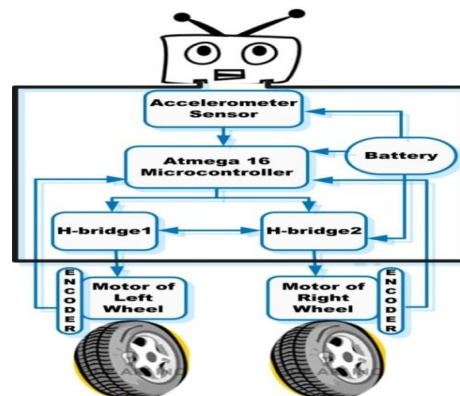 Accelerometer
Sensor
Atmega 16
Microcontroller
Battery
H-bridge1
H-bridge2
ENCODER
Motor of
Left
Wheel
Motor of
Right
Wheel
ENCODER